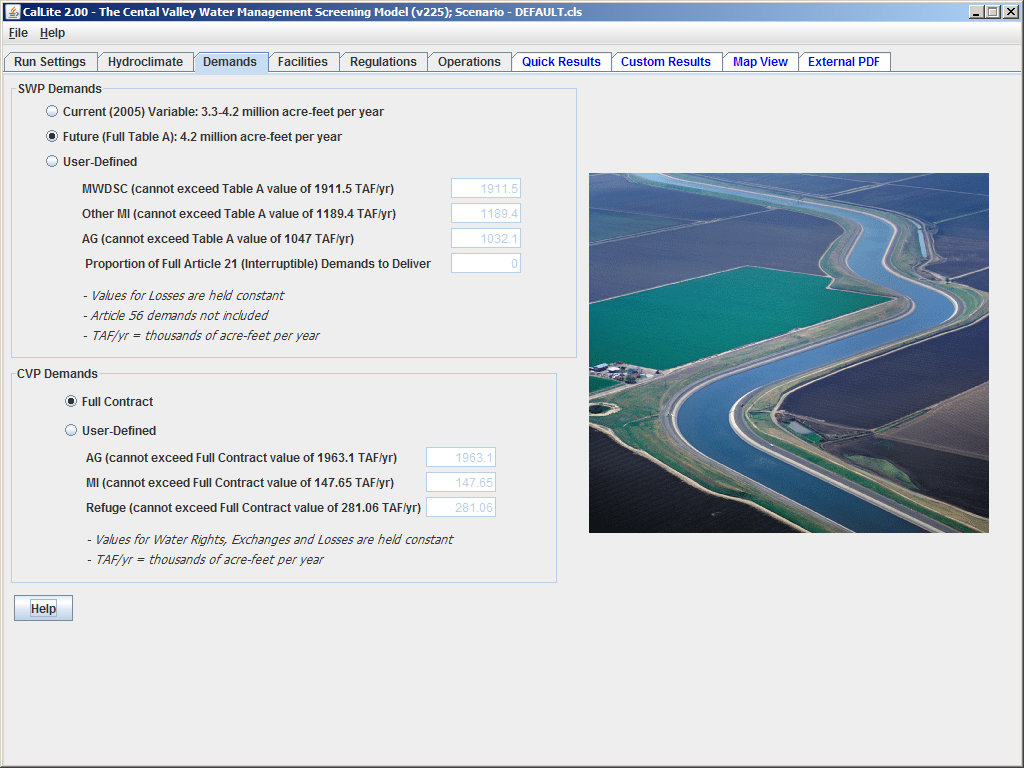 CalLite 2.00 - The Cental Valley Water Management Screening Model (v225); Scenario - DEFAULT.cls
File Help
Run Settings Hydroclimate Demands Facilities Regulations Operations Quick Results Custom Results Map View External PDF
SWP Demands
Current (2005) Variable: 3.3-4.2 million acre-feet per year
Future (Full Table A): 4.2 million acre-feet per year
User-Defined
MWDSC (cannot exceed Table A value of 1911.5 TAF/yr) 1911.5
Other MI (cannot exceed Table A value of 1189.4 TAF/yr) 1189.4
AG (cannot exceed Table A value of 1047 TAF/yr) 1032.1
Proportion of Full Article 21 (Interruptible) Demands to Deliver 0
- Values for Losses are held constant
- Article 56 demands not included
- TAF/yr = thousands of acre-feet per year
CVP Demands
Full Contract
User-Defined
AG (cannot exceed Full Contract value of 1963.1 TAF/yr) 1963.1
MI (cannot exceed Full Contract value of 147.65 TAF/yr) 147.65
Refuge (cannot exceed Full Contract value of 281.06 TAF/yr) 281.06
- Values for Water Rights, Exchanges and Losses are held constant
- TAF/yr = thousands of acre-feet per year
Help